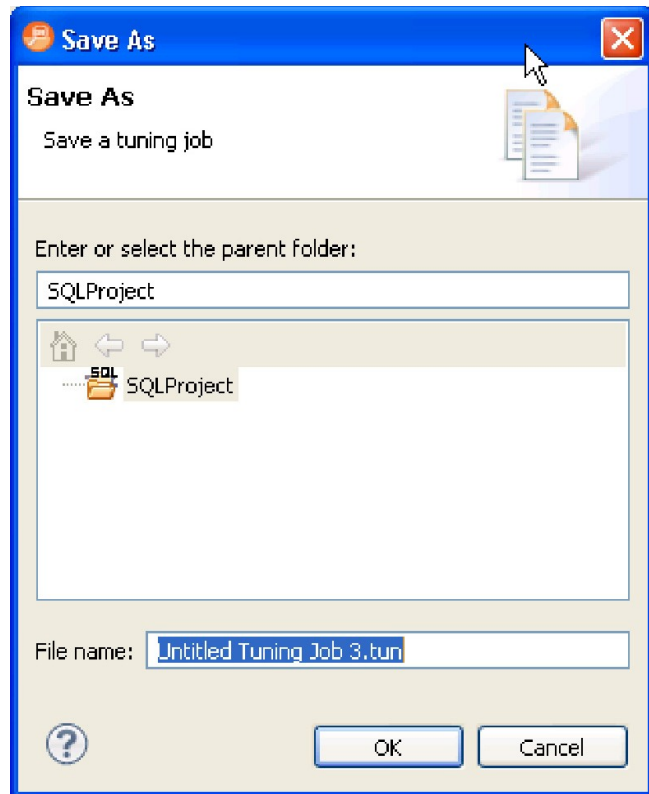 Save As
Save As
Save a tuning job
Enter or select the parent folder:
SQLProject
SQL
SQLProject
File name: Untitled Tuning Job 3.tun
?
OK Cancel